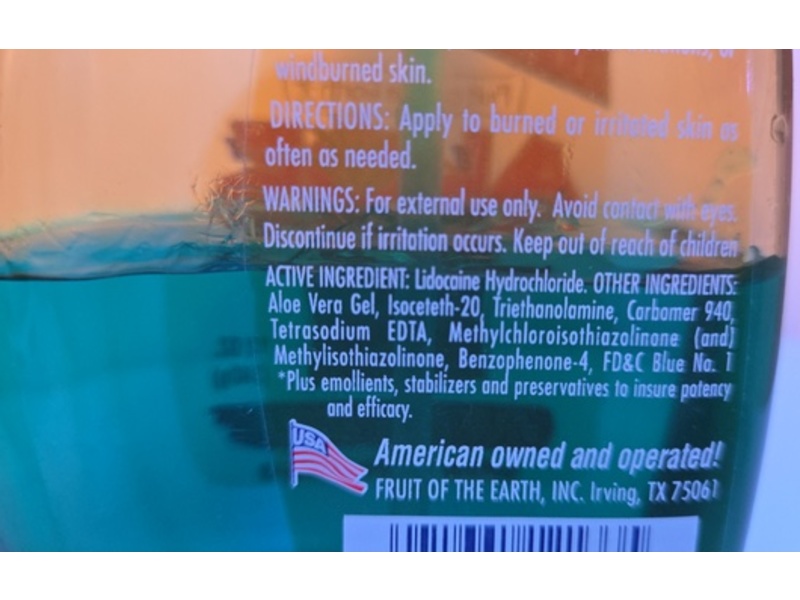 windburned skin.
DIRECTIONS: Apply to burned or irritated skin as
often as needed.
WARNINGS: For external use only. Avoid contact with eyes.
Discontinue if irritation occurs. Keep out of reach of children
ACTIVE INGREDIENT: Lidocaine Hydrochloride. OTHER INGREDIENTS:
Aloe Vera Gel, Isoceteth-20, Triethanolamine, Carbomer 940,
Tetrasodium EDTA, Methylchloroisothiazolinone (and)
Methylisothiazolinone, Benzophenone-4, FD&C Blue No. 1
*Plus emollients, stabilizers and preservatives to insure potency
and efficacy.
USA
American owned and operated!
FRUIT OF THE EARTH, INC. Irving, TX 75061